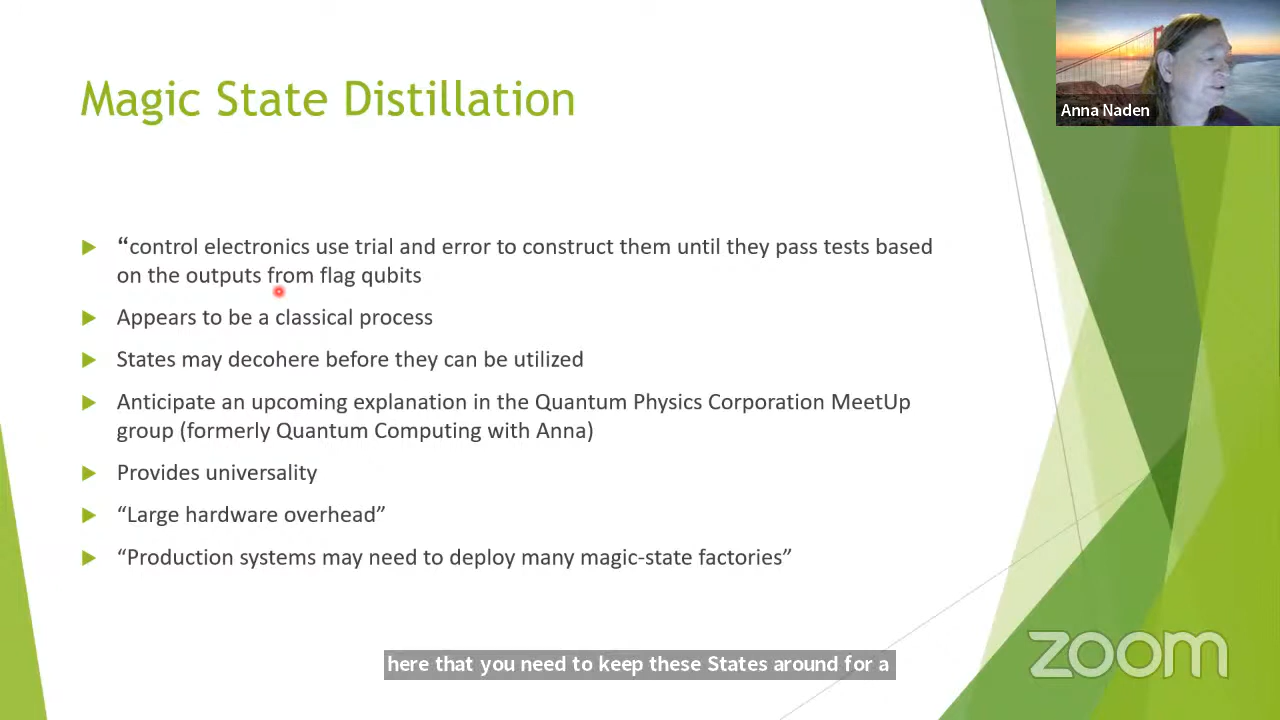 Magic State Distillation
Anna Naden
“control electronics use trial and error to construct them until they pass tests based
on the outputs from flag qubits
Appears to be a classical process
States may decohere before they can be utilized
Anticipate an upcoming explanation in the Quantum Physics Corporation MeetUp
group (formerly Quantum Computing with Anna)
Provides universality
“Large hardware overhead”
“Production systems may need to deploy many magic-state factories”
here that you need to keep these States around for a
zoom